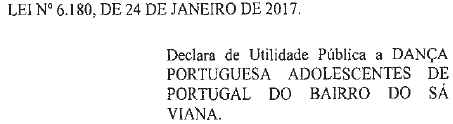 LEI Nº 6.180, DE 24 DE JANEIRO DE 2017.
Declara de Utilidade Pública a DANÇA
PORTUGUESA ADOLESCENTES DE
PORTUGAL DO BAIRRO DO SÁ
VIANA.